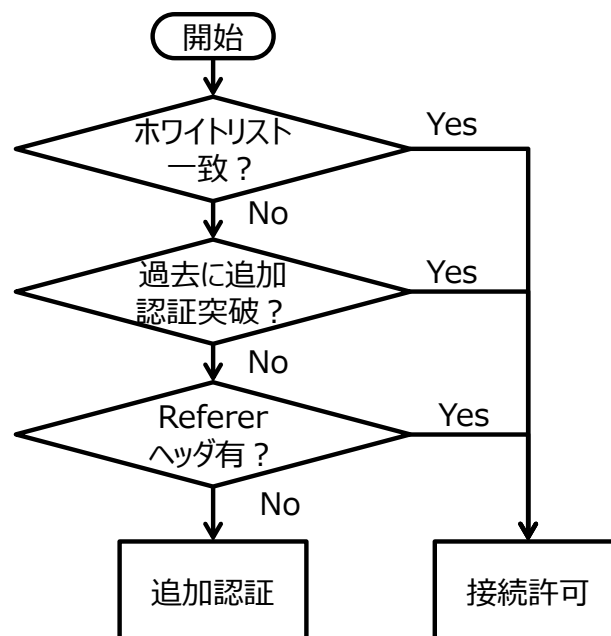 開始
ホワイトリスト
一致?
Yes
No
過去に追加
認証突破?
Yes
No
Referer
ヘッダ有?
Yes
No
追加認証
接続許可